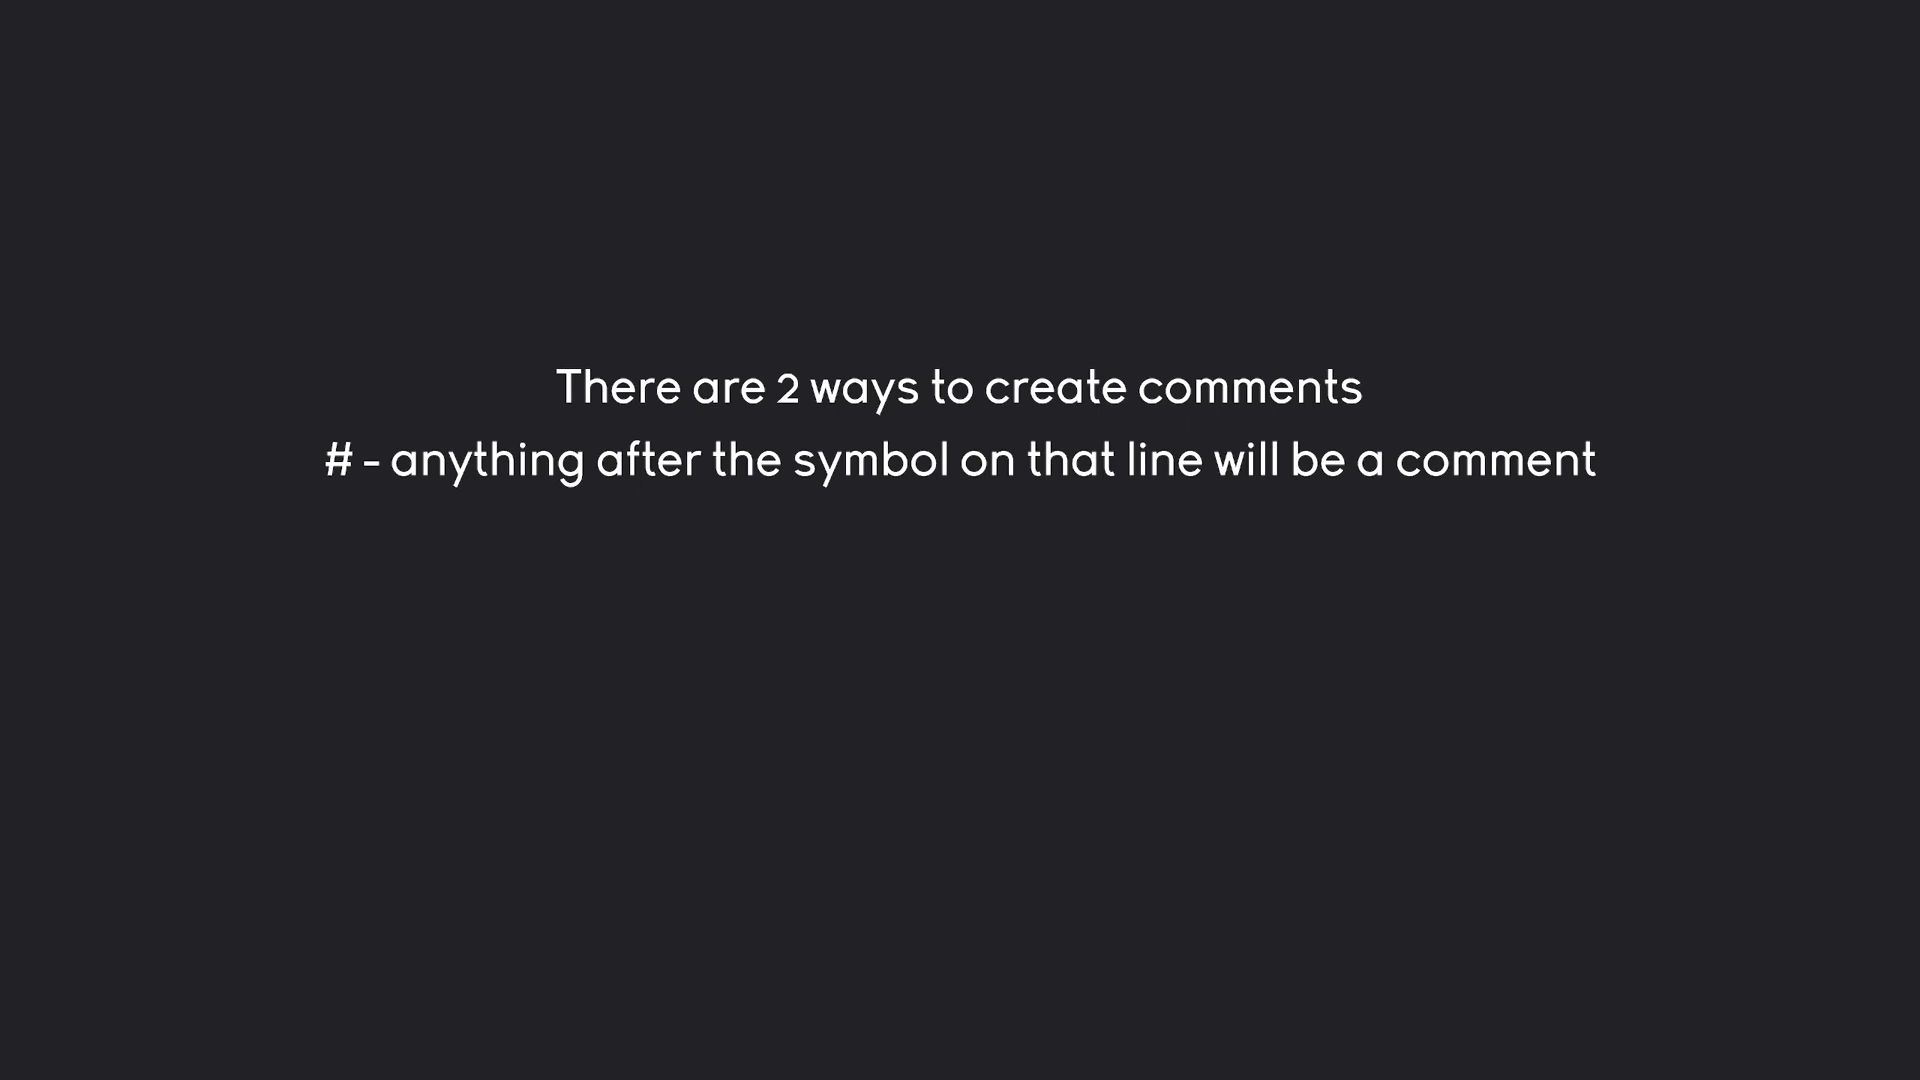 There are 2 ways to create comments
# - anything after the symbol on that line will be a comment